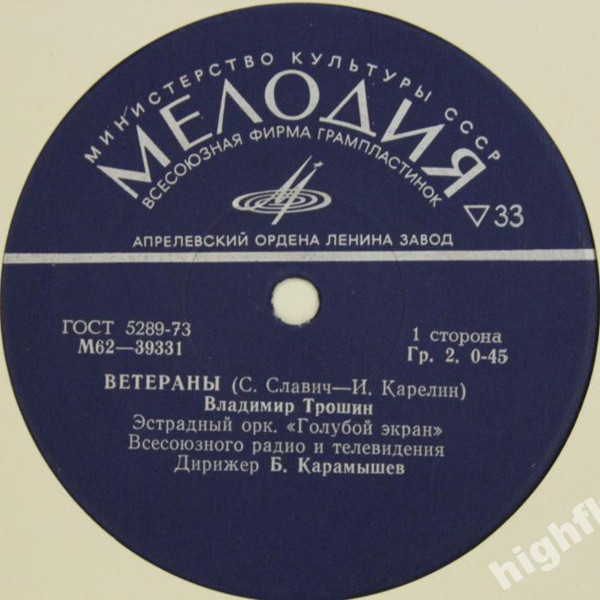 МИНИСТЕРСТВО КУЛЬТУРЫ СССР
МЕЛОДИЯ
ВСЕСОЮЗНАЯ ФИРМА ГРАМПЛАСТИНОК
▽33
АПРЕЛЕВСКИЙ ОРДЕНА ЛЕНИНА ЗАВОД
ГОСТ 5289-73
М62—39331
1 сторона
Гр. 2. 0-45
ВЕТЕРАНЫ (С. Славич—И. Карелин)
Владимир Трошин
Эстрадный орк. «Голубой экран»
Всесоюзного радио и телевидения
Дирижер Б. Карамышев